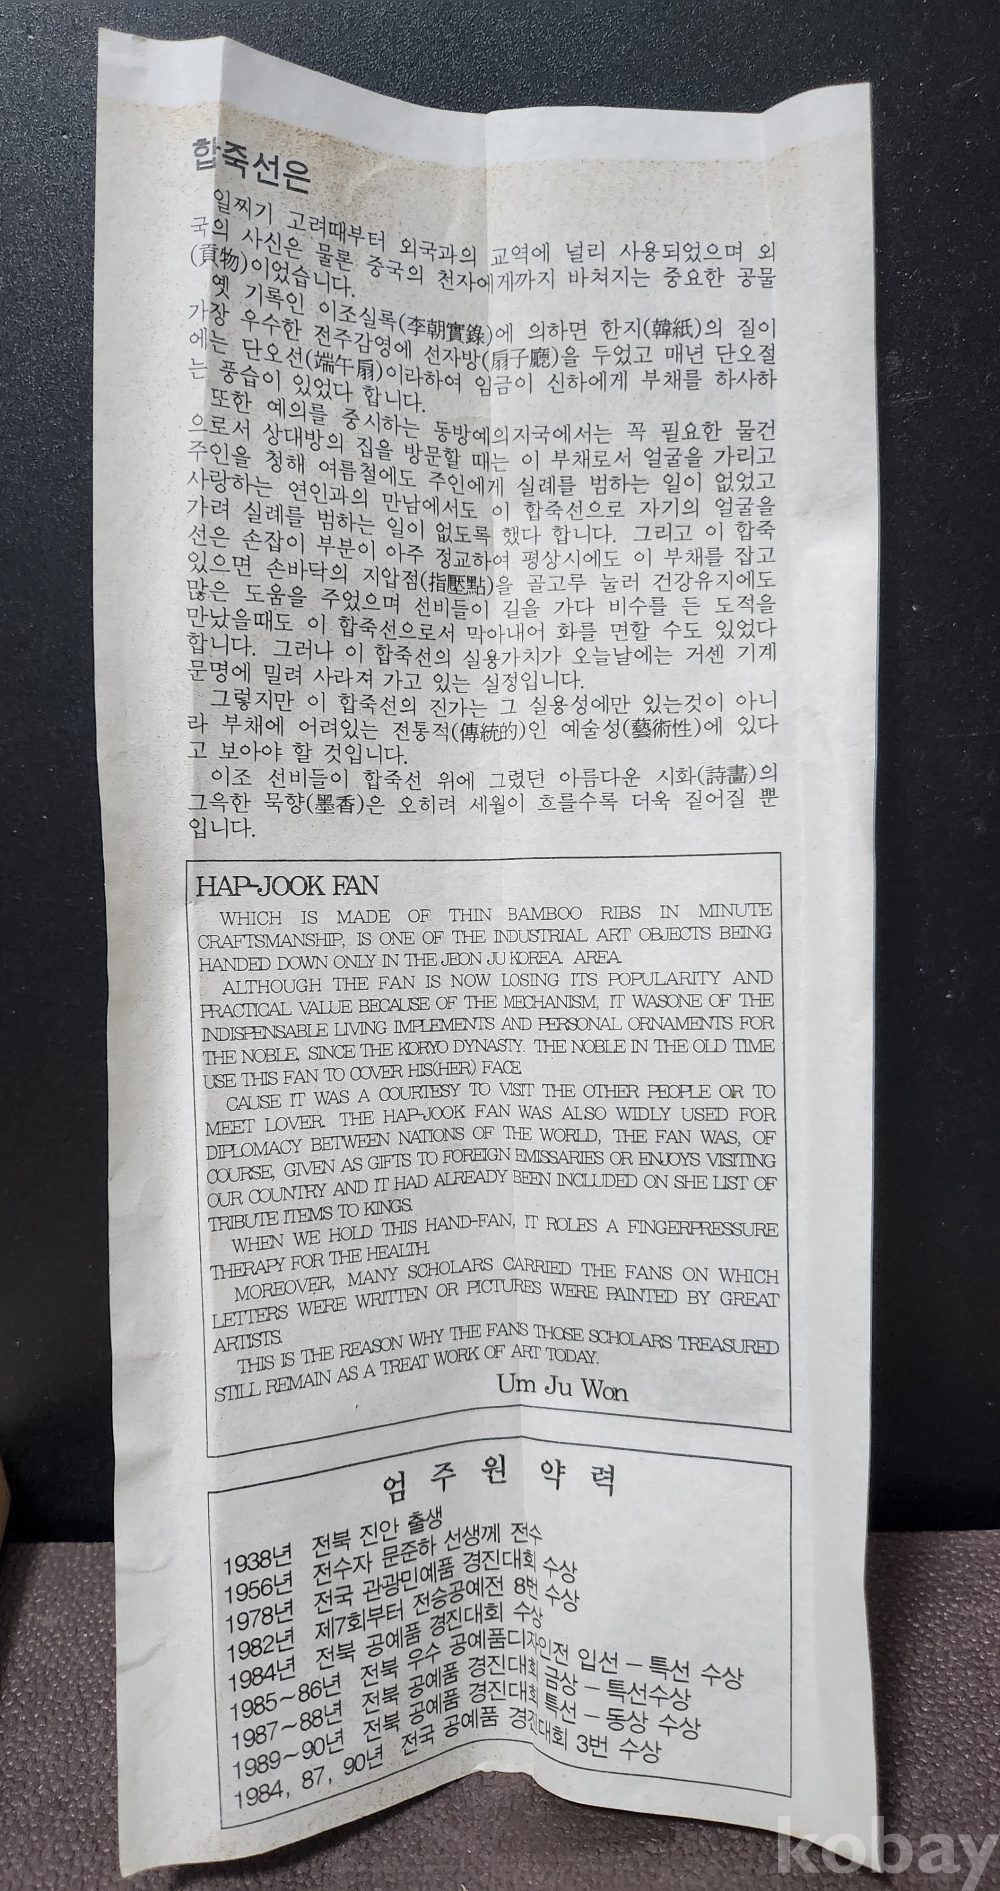 합죽선은
일찌기 고려때부터 외국과의 교역에 널리 사용되었으며 외
국의 사신은 물론 중국의 천자에게까지 바쳐지는 중요한 공물
(貢物)이었습니다.
옛 기록인 이조실록(李朝實錄)에 의하면 한지(韓紙)의 질이
가장 우수한 전주감영에 선자방(扇子廳)을 두었고 매년 단오절
에는 단오선(端午扇)이라하여 임금이 신하에게 부채를 하사하
는 풍습이 있었다 합니다.
또한 예의를 중시하는 동방예의지국에서는 꼭 필요한 물건
으로서 상대방의 집을 방문할 때는 이 부채로서 얼굴을 가리고
주인을 청해 여름철에도 주인에게 실례를 범하는 일이 없었고
사랑하는 연인과의 만남에서도 이 합죽선으로 자기의 얼굴을
가려 실례를 범하는 일이 없도록 했다 합니다. 그리고 이 합죽
선은 손잡이 부분이 아주 정교하여 평상시에도 이 부채를 잡고
있으면 손바닥의 지압점(指壓點)을 골고루 눌러 건강유지에도
많은 도움을 주었으며 선비들이 길을 가다 비수를 든 도적을
만났을때도 이 합죽선으로서 막아내어 화를 면할 수도 있었다
합니다. 그러나 이 합죽선의 실용가치가 오늘날에는 거센 기계
문명에 밀려 사라져 가고 있는 실정입니다.
그렇지만 이 합죽선의 진가는 그 실용성에만 있는것이 아니
라 부채에 어려있는 전통적(傳統的)인 예술성(藝術性)에 있다
고 보아야 할 것입니다.
이조 선비들이 합죽선 위에 그렸던 아름다운 시화(詩畵)의
그윽한 묵향(墨香)은 오히려 세월이 흐를수록 더욱 짙어질 뿐
입니다.
HAP-JOOK FAN
WHICH IS MADE OF THIN BAMBOO RIBS IN MINUTE
CRAFTSMANSHIP, IS ONE OF THE INDUSTRIAL ART OBJECTS BEING
HANDED DOWN ONLY IN THE JEON JU KOREA AREA.
ALTHOUGH THE FAN IS NOW LOSING ITS POPULARITY AND
PRACTICAL VALUE BECAUSE OF THE MECHANISM, IT WASONE OF THE
INDISPENSABLE LIVING IMPLEMENTS AND PERSONAL ORNAMENTS FOR
THE NOBLE, SINCE THE KORYO DYNASTY. THE NOBLE IN THE OLD TIME
USE THIS FAN TO COVER HIS(HER) FACE.
CAUSE IT WAS A COURTESY TO VISIT THE OTHER PEOPLE OR TO
MEET LOVER. THE HAP-JOOK FAN WAS ALSO WIDLY USED FOR
DIPLOMACY BETWEEN NATIONS OF THE WORLD, THE FAN WAS, OF
COURSE, GIVEN AS GIFTS TO FOREIGN EMISSARIES OR ENJOYS VISITING
OUR COUNTRY AND IT HAD ALREADY BEEN INCLUDED ON SHE LIST OF
TRIBUTE ITEMS TO KINGS.
WHEN WE HOLD THIS HAND-FAN, IT ROLES A FINGERPRESSURE
THERAPY FOR THE HEALTH.
MOREOVER, MANY SCHOLARS CARRIED THE FANS ON WHICH
LETTERS WERE WRITTEN OR PICTURES WERE PAINTED BY GREAT
ARTISTS.
THIS IS THE REASON WHY THE FANS THOSE SCHOLARS TREASURED
STILL REMAIN AS A TREAT WORK OF ART TODAY.
Um Ju Won
엄 주 원 약 력
1938년 전북 진안 출생
1956년 전수자 문준하 선생께 전수
1978년 전국 관광민예품 경진대회 수상
1982년 제7회부터 전승공예전 8번 수상
1984년 전북 공예품 경진대회 수상
1985~86년 전북 우수 공예품디자인전 입선 - 특선 수상
1987~88년 전북 공예품 경진대회 금상 - 특선수상
1989~90년 전북 공예품 경진대회 특선 - 동상 수상
1984, 87, 90년 전국 공예품 경진대회 3번 수상
kobay